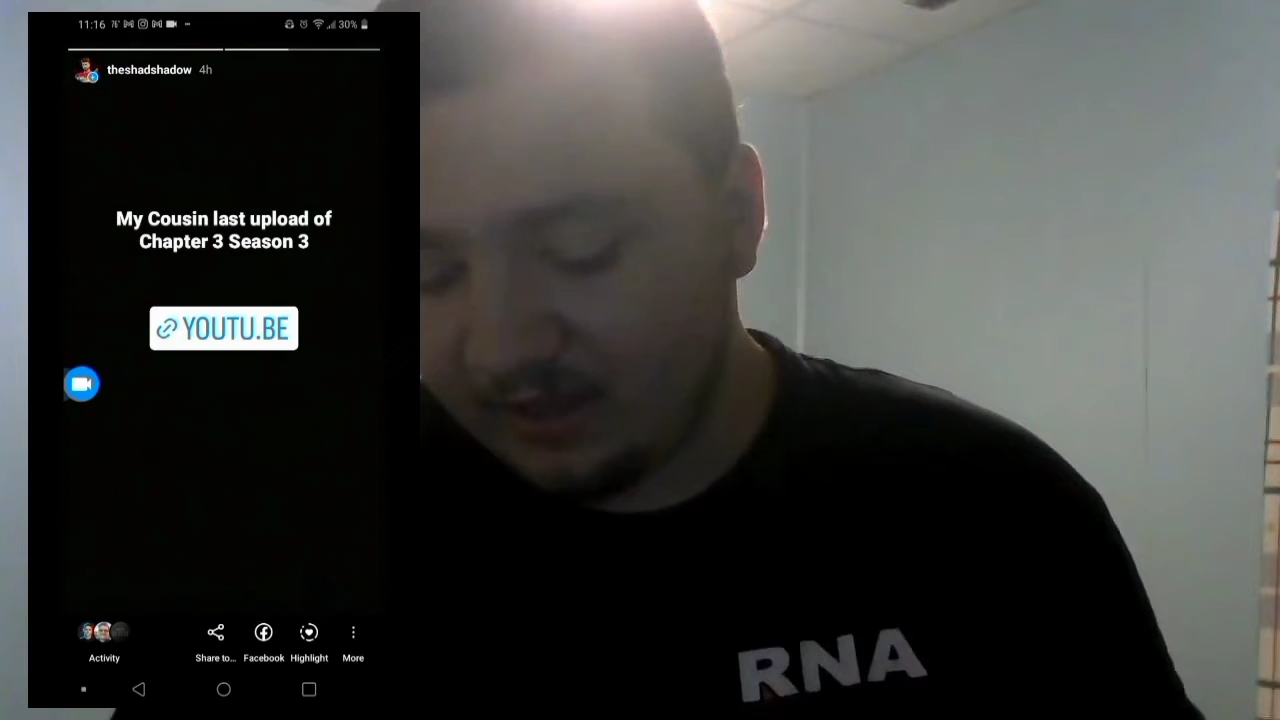 11:16 76° 30%
theshadshadow 4h
My Cousin last upload of
Chapter 3 Season 3
YOUTU.BE
Activity Share to... Facebook Highlight More
RNA